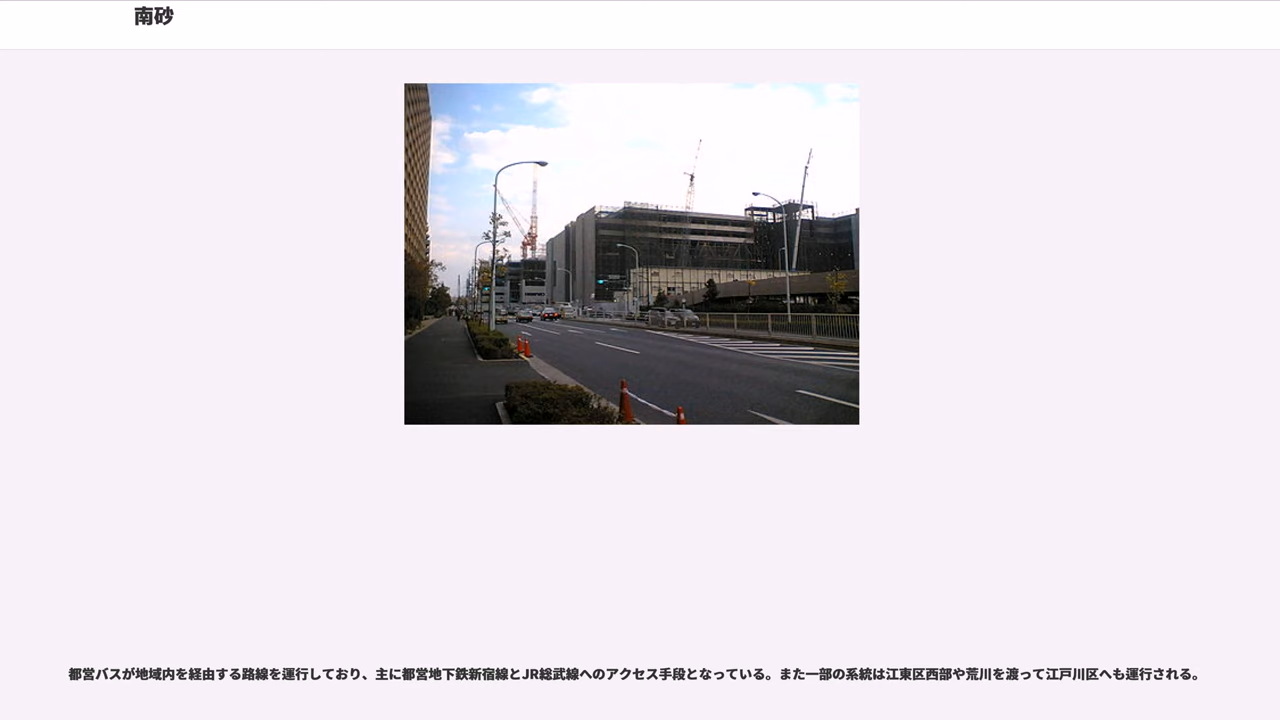 南砂
都営バスが地域内を経由する路線を運行しており、主に都営地下鉄新宿線とJR総武線へのアクセス手段となっている。また一部の系統は江東区西部や荒川を渡って江戸川区へも運行される。